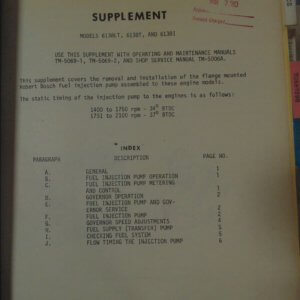 SUPPLEMENT
MODELS 6138LT, 6138T, AND 6138I
USE THIS SUPPLEMENT WITH OPERATING AND MAINTENANCE MANUALS
TM-5069-1, TM-5069-2, AND SHOP SERVICE MANUAL TM-5006A.
This supplement covers the removal and installation of the flange mounted
Robert Bosch fuel injection pump assembled to these engine models.
The static timing of the injection pump to the engines is as follows:
1400 to 1750 rpm - 34° BTDC
1751 to 2100 rpm - 37° BTDC
INDEX
PARAGRAPH DESCRIPTION PAGE NO.
A. GENERAL 1
B. FUEL INJECTION PUMP OPERATION 1
C. FUEL INJECTION PUMP METERING
AND CONTROL 1
D. GOVERNOR OPERATION 2
E. FUEL INJECTION PUMP AND GOV-
ERNOR SERVICE 2
F. FUEL INJECTION PUMP 2
G. GOVERNOR SPEED ADJUSTMENTS 4
H. FUEL SUPPLY (TRANSFER) PUMP 5
I. CHECKING FUEL SYSTEM 6
J. FLOW TIMING THE INJECTION PUMP 6